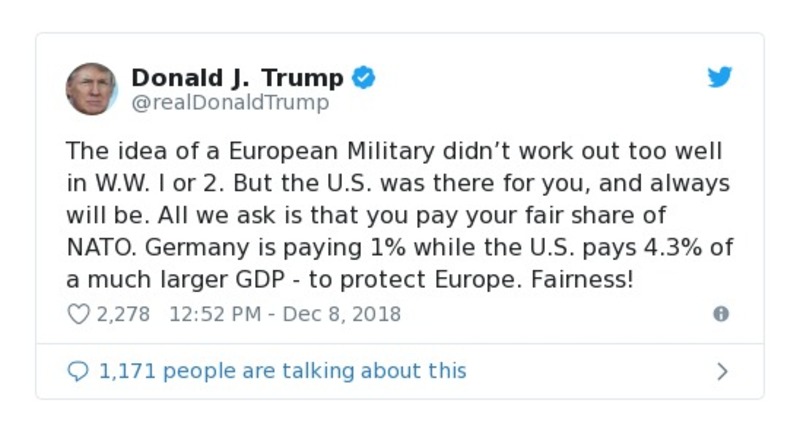 Donald J. Trump
@realDonaldTrump
The idea of a European Military didn’t work out too well
in W.W. I or 2. But the U.S. was there for you, and always
will be. All we ask is that you pay your fair share of
NATO. Germany is paying 1% while the U.S. pays 4.3% of
a much larger GDP - to protect Europe. Fairness!
2,278 12:52 PM - Dec 8, 2018
1,171 people are talking about this